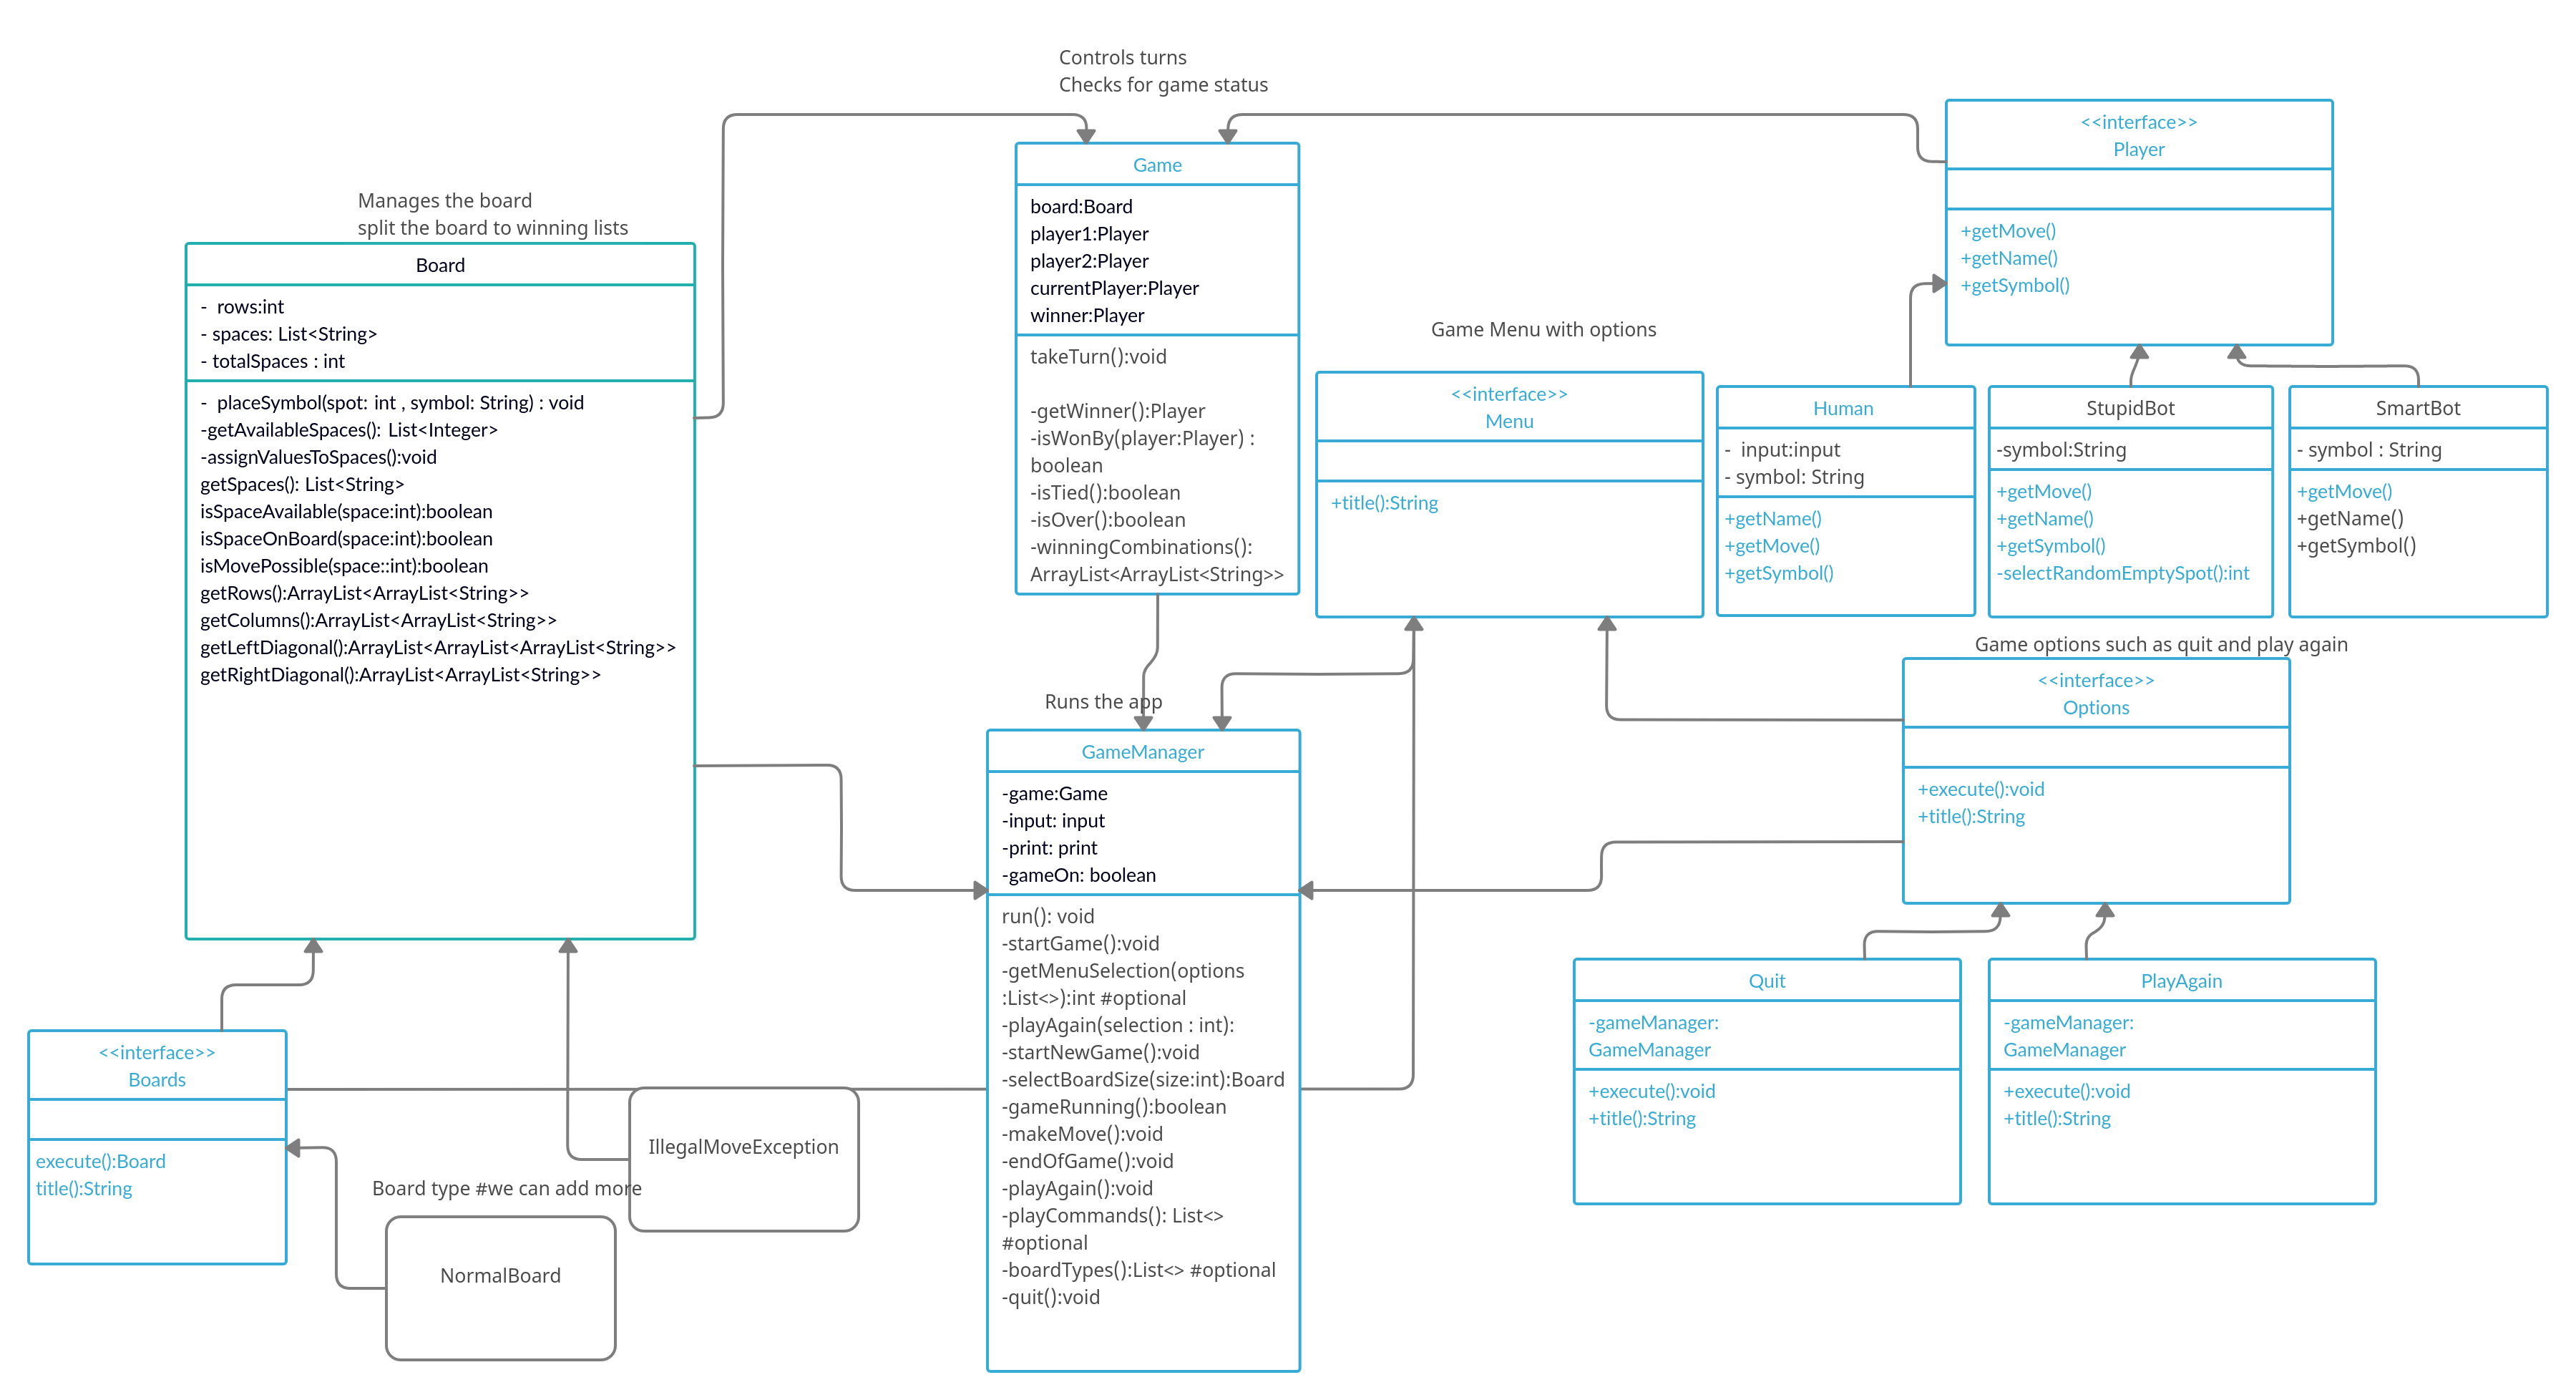 Controls turns
Checks for game status
Manages the board
split the board to winning lists
Board
-  rows:int
- spaces: List<String>
- totalSpaces : int
-  placeSymbol(spot: int , symbol: String) : void
-getAvailableSpaces(): List<Integer>
-assignValuesToSpaces():void
getSpaces(): List<String>
isSpaceAvailable(space:int):boolean
isSpaceOnBoard(space:int):boolean
isMovePossible(space::int):boolean
getRows():ArrayList<ArrayList<String>>
getColumns():ArrayList<ArrayList<String>>
getLeftDiagonal():ArrayList<ArrayList<ArrayList<String>>
getRightDiagonal():ArrayList<ArrayList<String>>
Game
board:Board
player1:Player
player2:Player
currentPlayer:Player
winner:Player
takeTurn():void
-getWinner():Player
-isWonBy(player:Player) :
boolean
-isTied():boolean
-isOver():boolean
-winningCombinations():
ArrayList<ArrayList<String>>
Game Menu with options
<<interface>>
Menu
+title():String
<<interface>>
Player
+getMove()
+getName()
+getSymbol()
Human
-  input:input
- symbol: String
+getName()
+getMove()
+getSymbol()
StupidBot
-symbol:String
+getMove()
+getName()
+getSymbol()
-selectRandomEmptySpot():int
SmartBot
- symbol : String
+getMove()
+getName()
+getSymbol()
Game options such as quit and play again
<<interface>>
Options
+execute():void
+title():String
Runs the app
GameManager
-game:Game
-input: input
-print: print
-gameOn: boolean
run(): void
-startGame():void
-getMenuSelection(options
:List<>):int #optional
-playAgain(selection : int):
-startNewGame():void
-selectBoardSize(size:int):Board
-gameRunning():boolean
-makeMove():void
-endOfGame():void
-playAgain():void
-playCommands(): List<>
#optional
-boardTypes():List<> #optional
-quit():void
Quit
-gameManager:
GameManager
+execute():void
+title():String
PlayAgain
-gameManager:
GameManager
+execute():void
+title():String
<<interface>>
Boards
execute():Board
title():String
IllegalMoveException
Board type #we can add more
NormalBoard